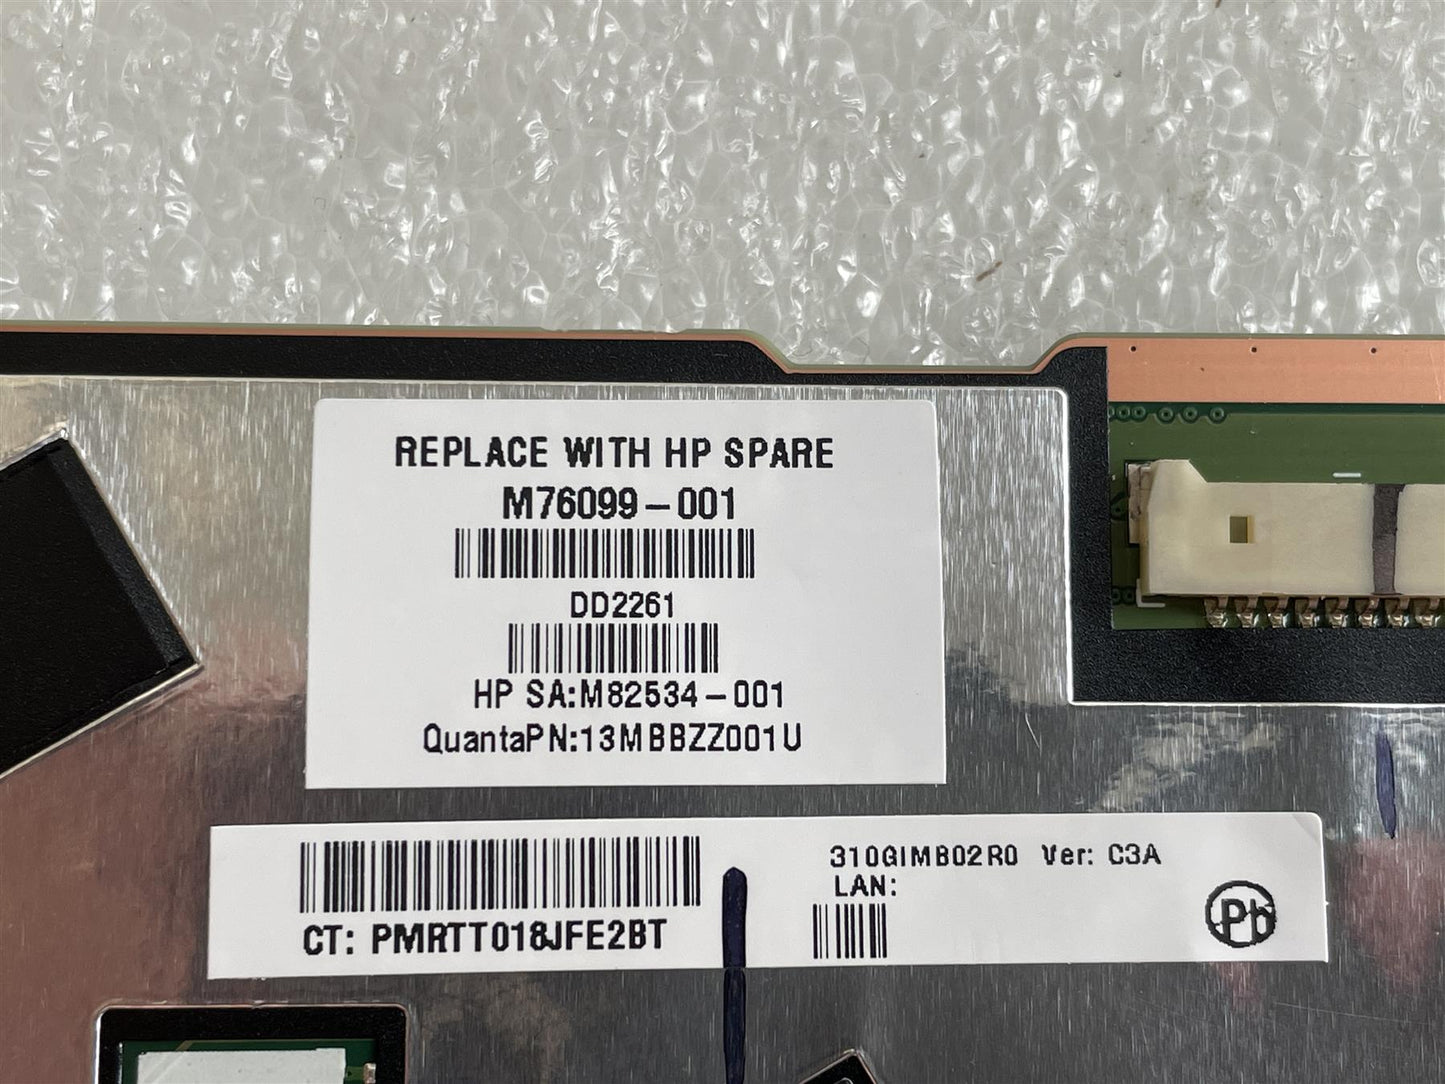 REPLACE WITH HP SPARE
M76099-001
DD2261
HP SA:M82534-001
QuantaPN:13MBBZZ001U
CT: PMRTT018JFE2BT
310GIMB02R0 Ver: C3A
LAN:
Pb